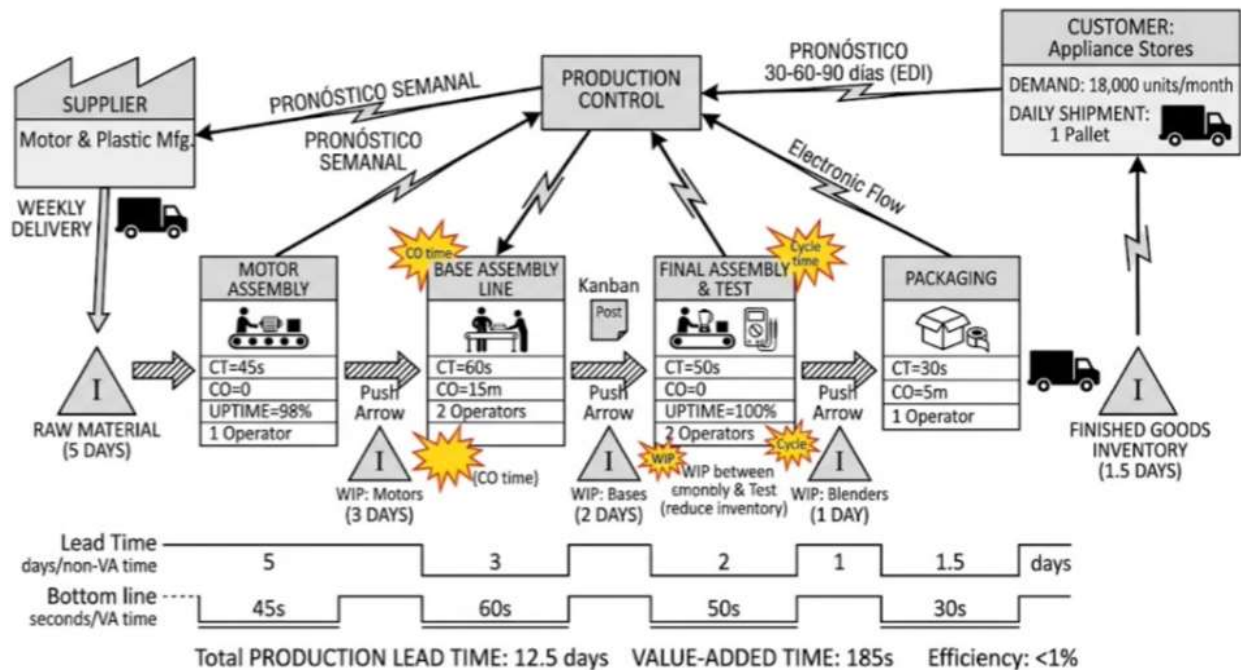 SUPPLIER
Motor & Plastic Mfg.
WEEKLY
DELIVERY
PRONÓSTICO SEMANAL
PRONÓSTICO
SEMANAL
PRODUCTION
CONTROL
PRONÓSTICO
30-60-90 días (EDI)
CUSTOMER:
Appliance Stores
DEMAND: 18,000 units/month
DAILY SHIPMENT:
1 Pallet
Electronic Flow
I
RAW MATERIAL
(5 DAYS)
MOTOR
ASSEMBLY
CT=45s
CO=0
UPTIME=98%
1 Operator
Push
Arrow
I
WIP: Motors
(3 DAYS)
CO time
BASE ASSEMBLY
LINE
CT=60s
CO=15m
2 Operators
(CO time)
Kanban
Post
Push
Arrow
I
WIP: Bases
(2 DAYS)
Cycle
time
FINAL ASSEMBLY
& TEST
CT=50s
CO=0
UPTIME=100%
2 Operators
WIP
Cycle
WIP between
cmonbly & Test
(reduce inventory)
Push
Arrow
I
WIP: Blenders
(1 DAY)
PACKAGING
CT=30s
CO=5m
1 Operator
I
FINISHED GOODS
INVENTORY
(1.5 DAYS)
Lead Time
days/non-VA time
5 3 2 1 1.5 days
Bottom line
seconds/VA time
45s 60s 50s 30s
Total PRODUCTION LEAD TIME: 12.5 days VALUE-ADDED TIME: 185s Efficiency: <1%